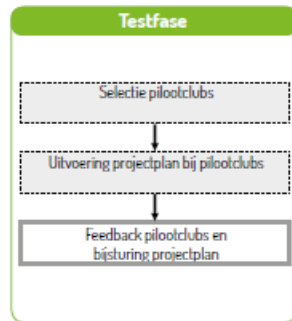 Testfase
Selectie pilootclubs
Uitvoering projectplan bij pilootclubs
Feedback pilootclubs en
bijsturing projectplan